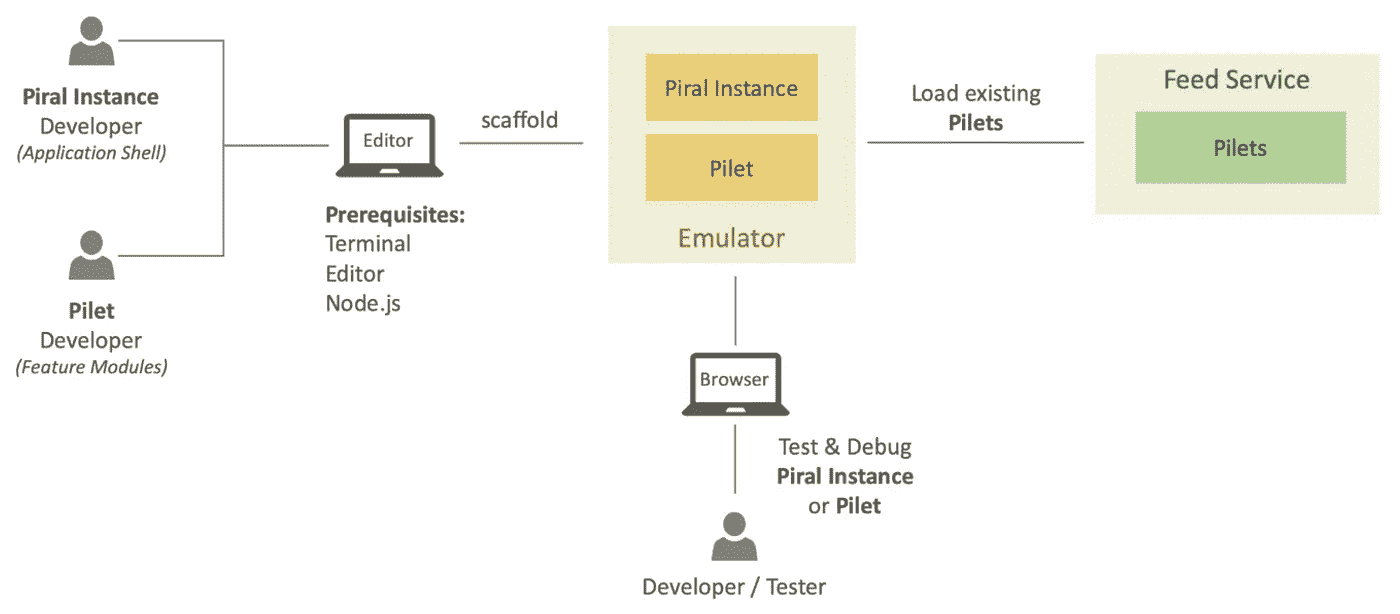 Piral Instance
Developer
(Application Shell)
Pilet
Developer
(Feature Modules)
Editor
Prerequisites:
Terminal
Editor
Node.js
scaffold
Piral Instance
Pilet
Emulator
Load existing
Pilets
Feed Service
Pilets
Browser
Test & Debug
Piral Instance
or Pilet
Developer / Tester